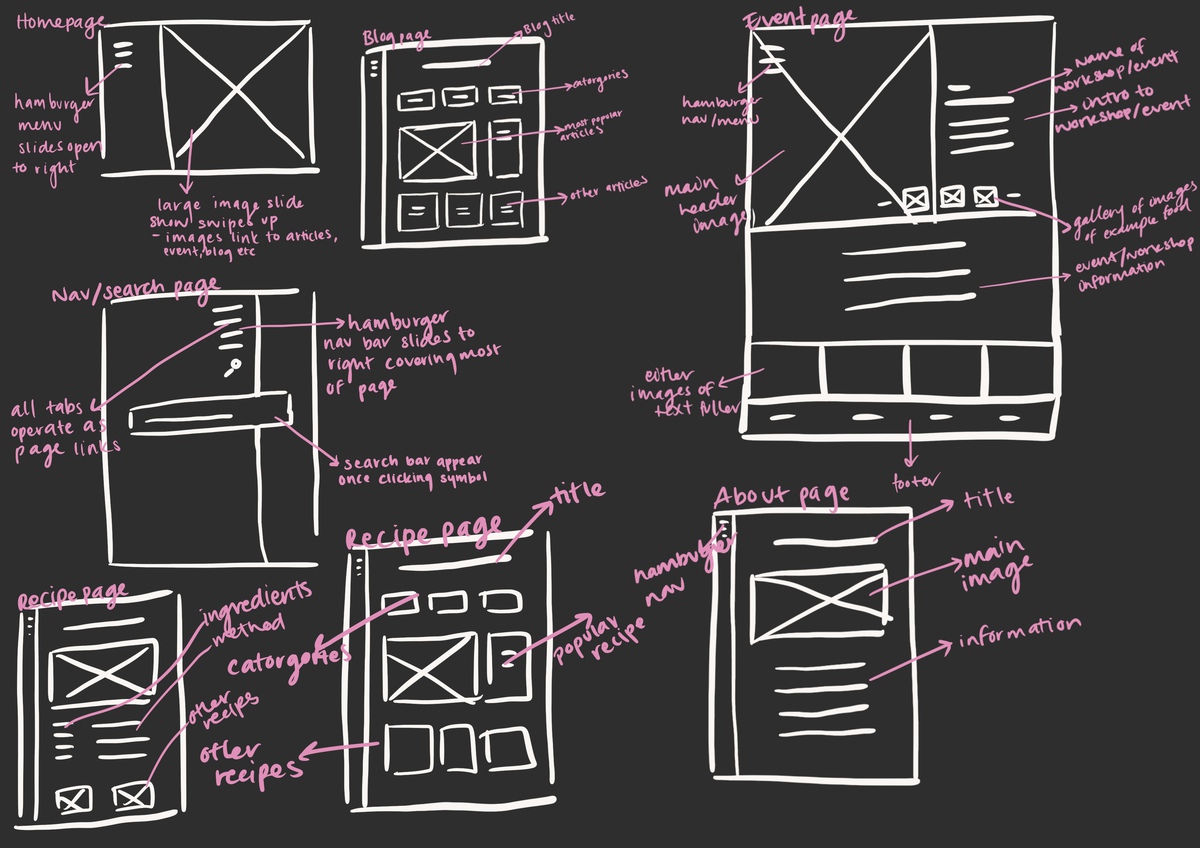 Homepage
hamburger
menu
slides open
to right
large image slide
show swipes up
- images link to articles,
event, blog etc
Blog page
Blog title
catorgories
most popular
articles
other articles
Event page
hamburger
nav/menu
main
header
image
name of
workshop/event
intro to
workshop/event
gallery of images
of example food
event/workshop
information
either
images of
text fuller
footer
Nav/search page
hamburger
nav bar slides to
right covering most
of page
all tabs
operate as
page links
search bar appear
once clicking symbol
Recipe page
ingredients
method
other
recips
Recipe page
title
catorgories
popular
recipe
other
recipes
About page
hamburger
nav
title
main
image
information